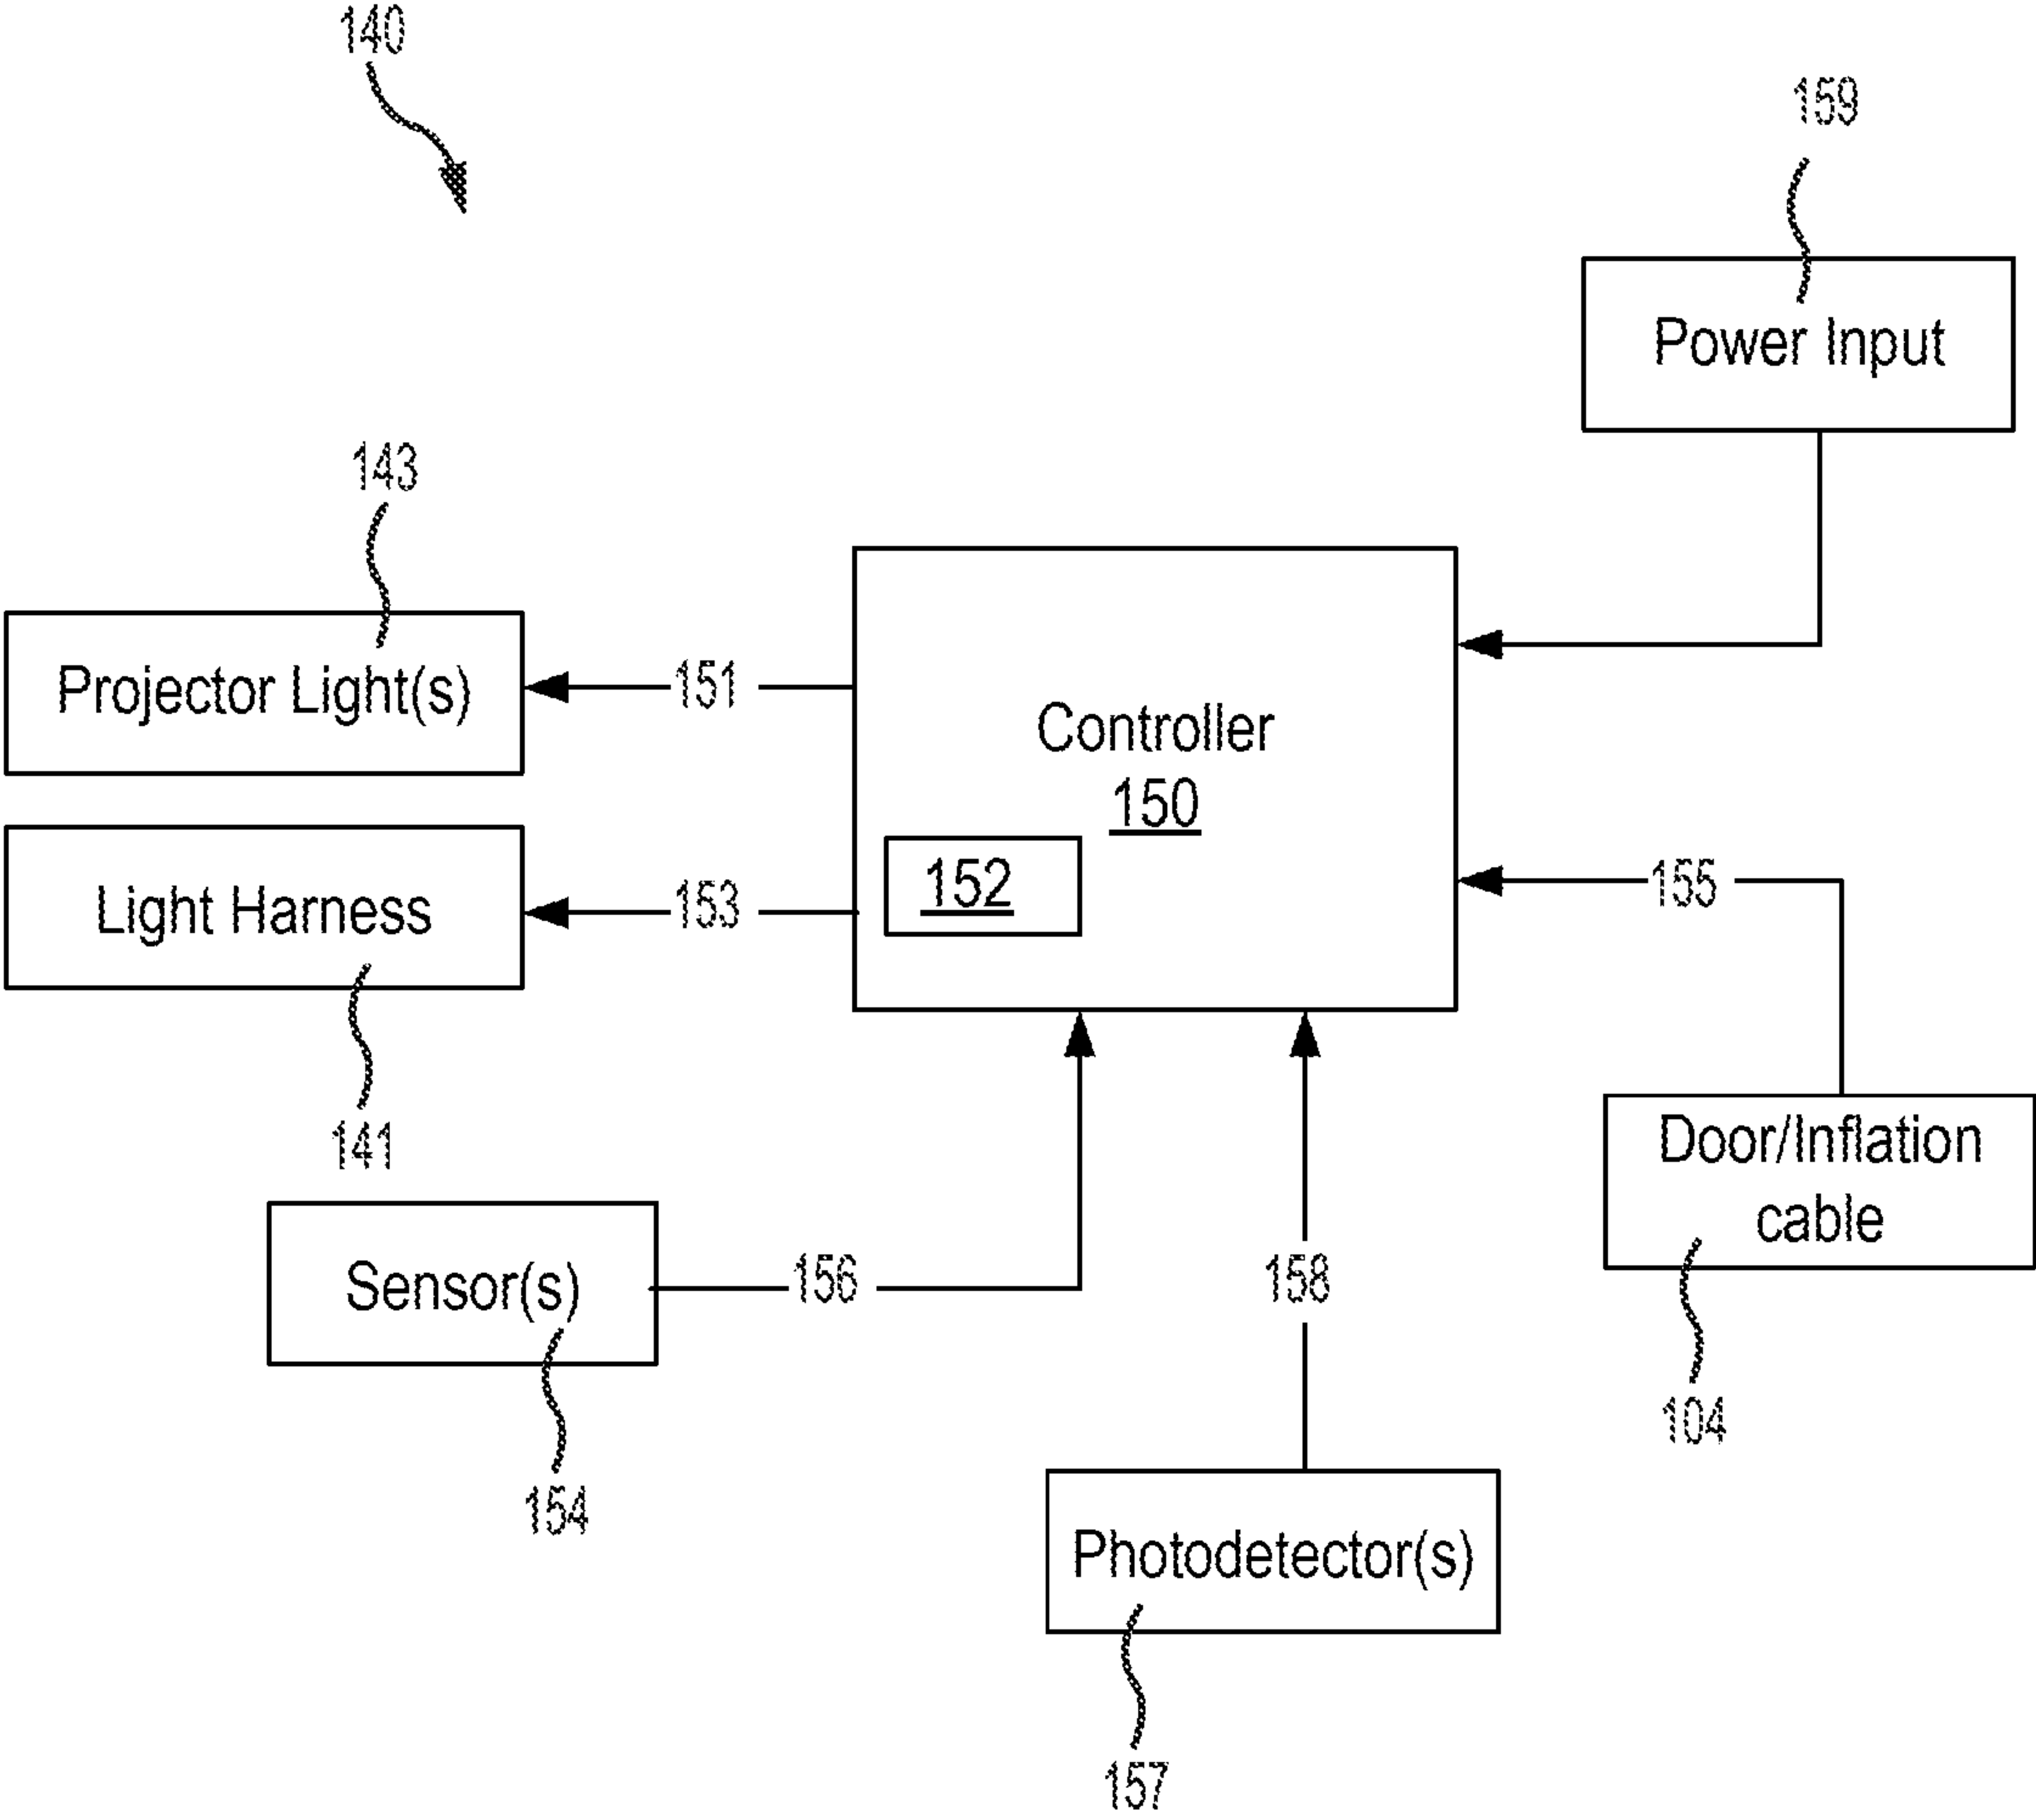 140
159
Power Input
143
Projector Light(s)
151
Controller
150
152
Light Harness
153
155
141
Door/Inflation
cable
Sensor(s)
156
158
104
154
Photodetector(s)
157